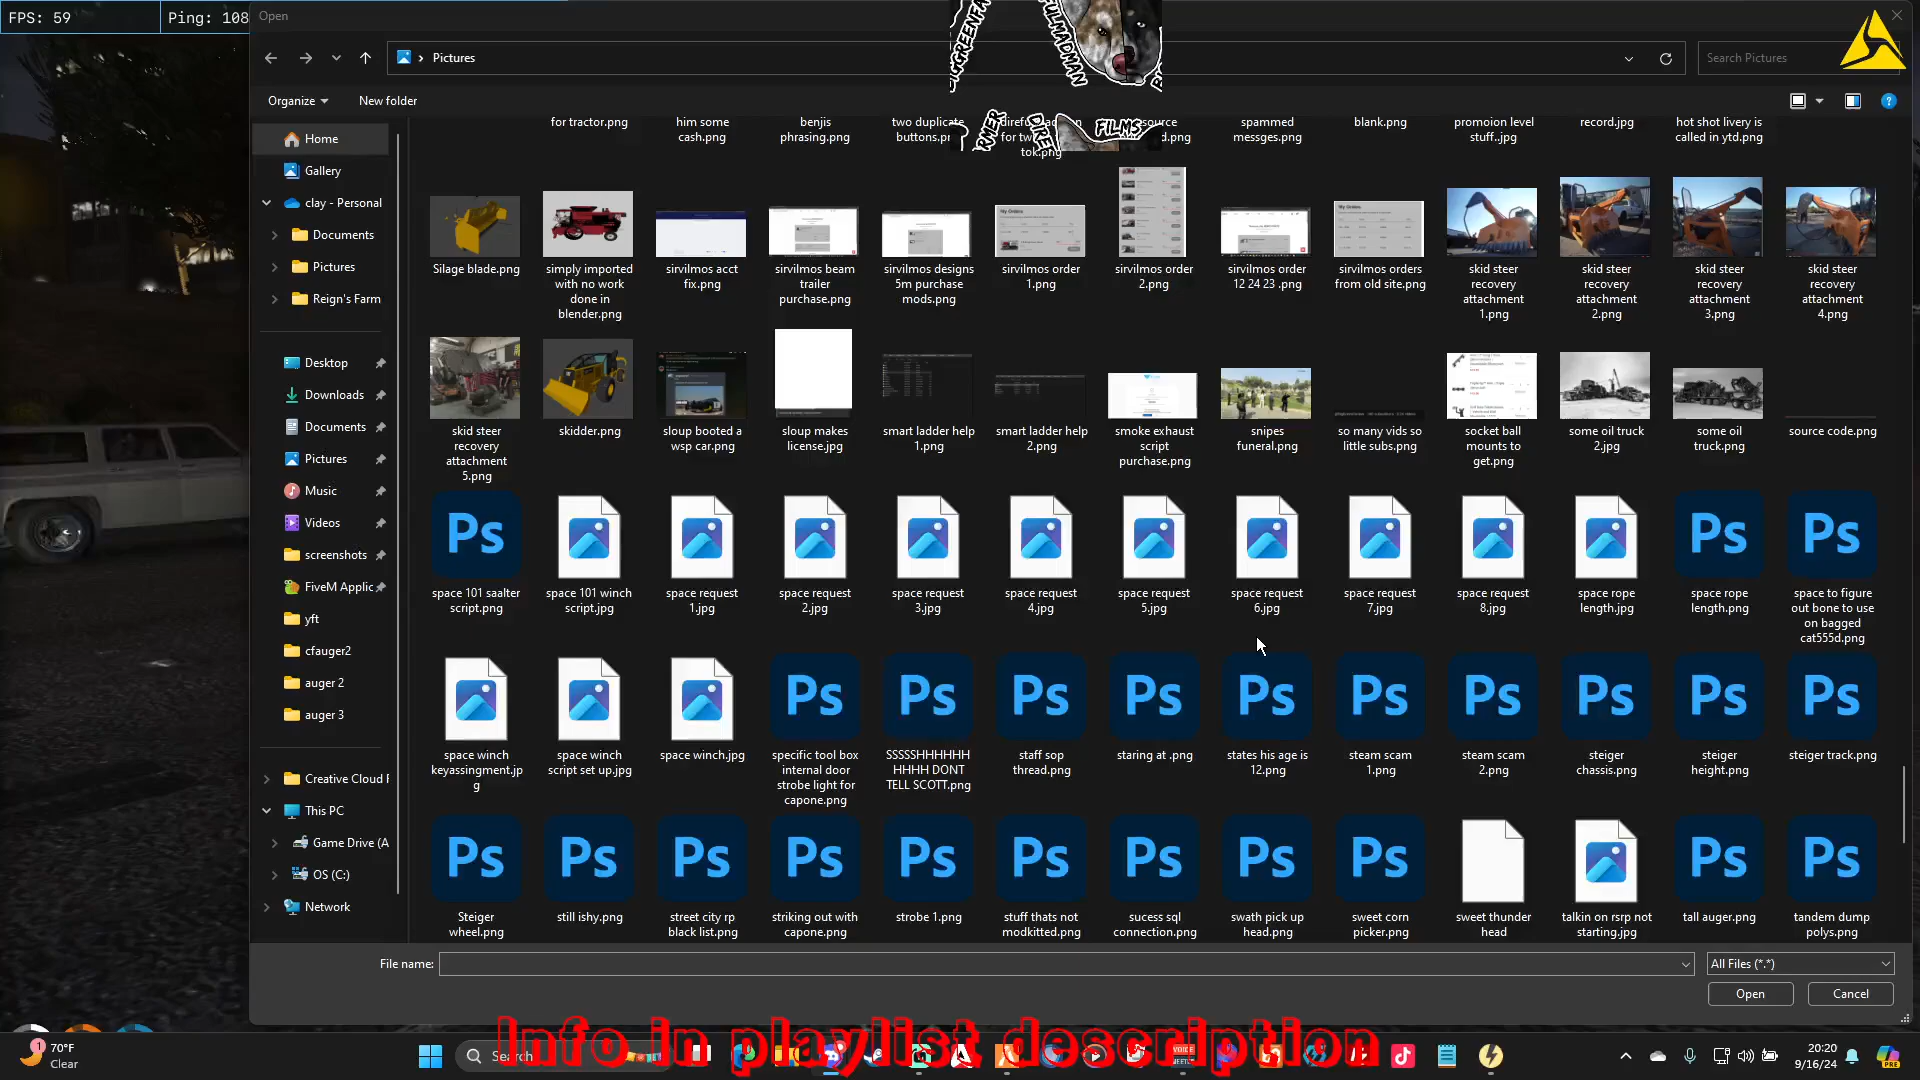 FPS: 59
Ping: 108
Open
Pictures
Search Pictures
Organize
New folder
Home
Gallery
clay - Personal
Documents
Pictures
Reign's Farm
Desktop
Downloads
Documents
Pictures
Music
Videos
screenshots
FiveM Applic
yft
cfauger2
auger 2
auger 3
Creative Cloud F
This PC
Game Drive (A
OS (C:)
Network
for tractor.png
him some
cash.png
benjis
phrasing.png
two duplicate
tok.png
spammed
messges.png
blank.png
promoion level
stuff..jpg
record.jpg
hot shot livery is
called in ytd.png
FILMS
Silage blade.png
simply imported
with no work
done in
blender.png
sirvilmos acct
fix.png
sirvilmos beam
trailer
purchase.png
sirvilmos designs
5m purchase
mods.png
sirvilmos order
1.png
sirvilmos order
2.png
sirvilmos order
12 24 23 .png
sirvilmos orders
from old site.png
skid steer
recovery
attachment
1.png
skid steer
recovery
attachment
2.png
skid steer
recovery
attachment
3.png
skid steer
recovery
attachment
4.png
skid steer
recovery
attachment
5.png
skidder.png
sloup booted a
wsp car.png
sloup makes
license.jpg
smart ladder help
1.png
smart ladder help
2.png
smoke exhaust
script
purchase.png
snipes
funeral.png
so many vids so
little subs.png
socket ball
mounts to
get.png
some oil truck
2.jpg
some oil
truck.png
source code.png
space 101 saalter
script.png
space 101 winch
script.jpg
space request
1.jpg
space request
2.jpg
space request
3.jpg
space request
4.jpg
space request
5.jpg
space request
6.jpg
space request
7.jpg
space request
8.jpg
space rope
length.jpg
space rope
length.png
space to figure
out bone to use
on bagged
cat555d.png
space winch
keyassingment.jp
g
space winch
script set up.jpg
space winch.jpg
specific tool box
internal door
strobe light for
capone.png
SSSSSHHHHHH
HHHH DONT
TELL SCOTT.png
staff sop
thread.png
staring at .png
states his age is
12.png
steam scam
1.png
steam scam
2.png
steiger
chassis.png
steiger
height.png
steiger track.png
Steiger
wheel.png
still ishy.png
street city rp
black list.png
striking out with
capone.png
strobe 1.png
stuff thats not
modkitted.png
sucess sql
connection.png
swath pick up
head.png
sweet corn
picker.png
sweet thunder
head
talkin on rsrp not
starting.jpg
tall auger.png
tandem dump
polys.png
File name:
All Files (*.*)
Open
Cancel
Info in playlist description
70°F
Clear
Search
20:20
9/16/24